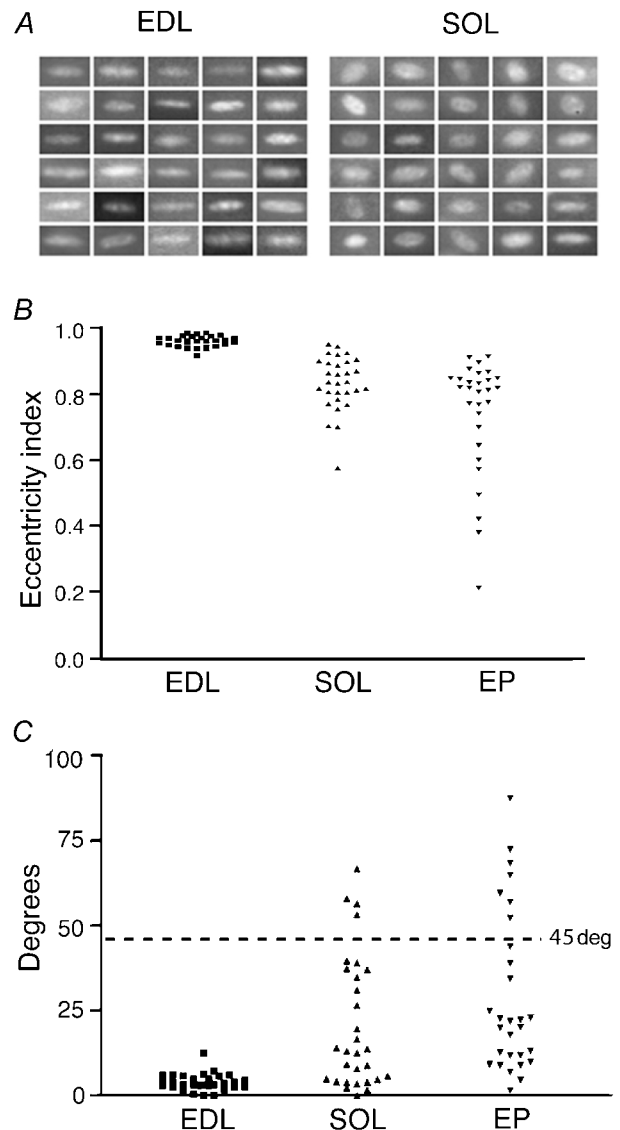 A EDL SOL
B
1.0
0.8
0.6
0.4
0.2
0.0
Eccentricity index
EDL SOL EP
C
100
75
50
25
0
Degrees
45 deg
EDL SOL EP